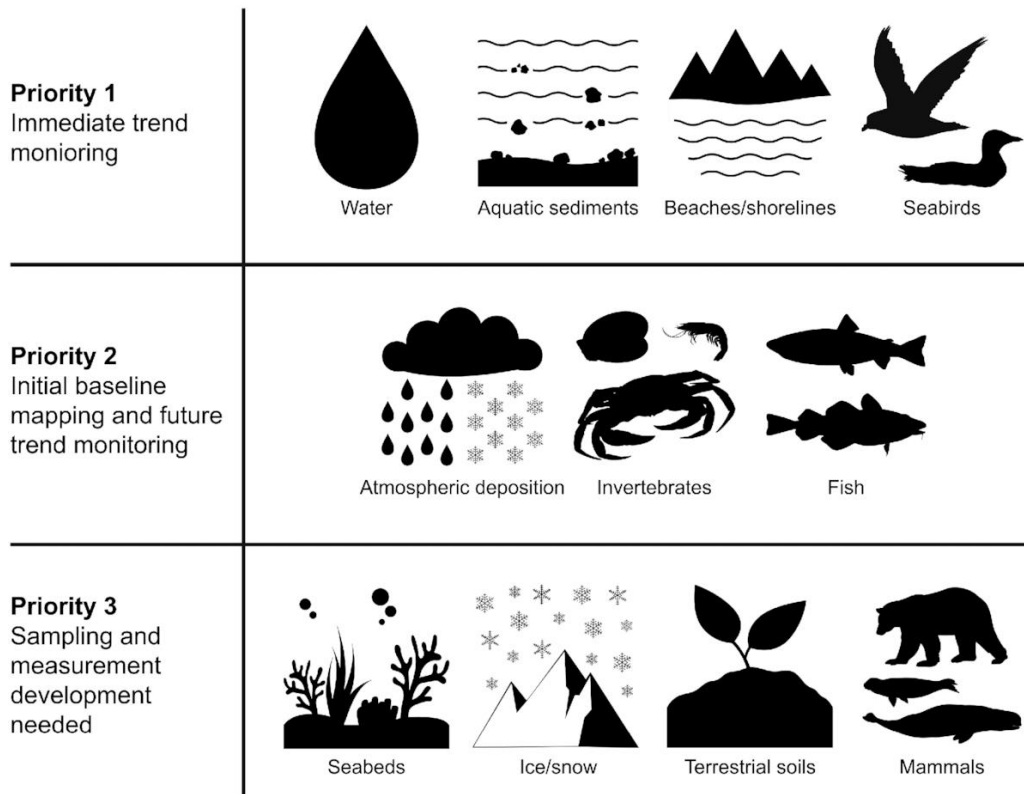 Priority 1
Immediate trend
monioring
Water
Aquatic sediments
Beaches/shorelines
Seabirds
Priority 2
Initial baseline
mapping and future
trend monitoring
Atmospheric deposition
Invertebrates
Fish
Priority 3
Sampling and
measurement
development
needed
Seabeds
Ice/snow
Terrestrial soils
Mammals